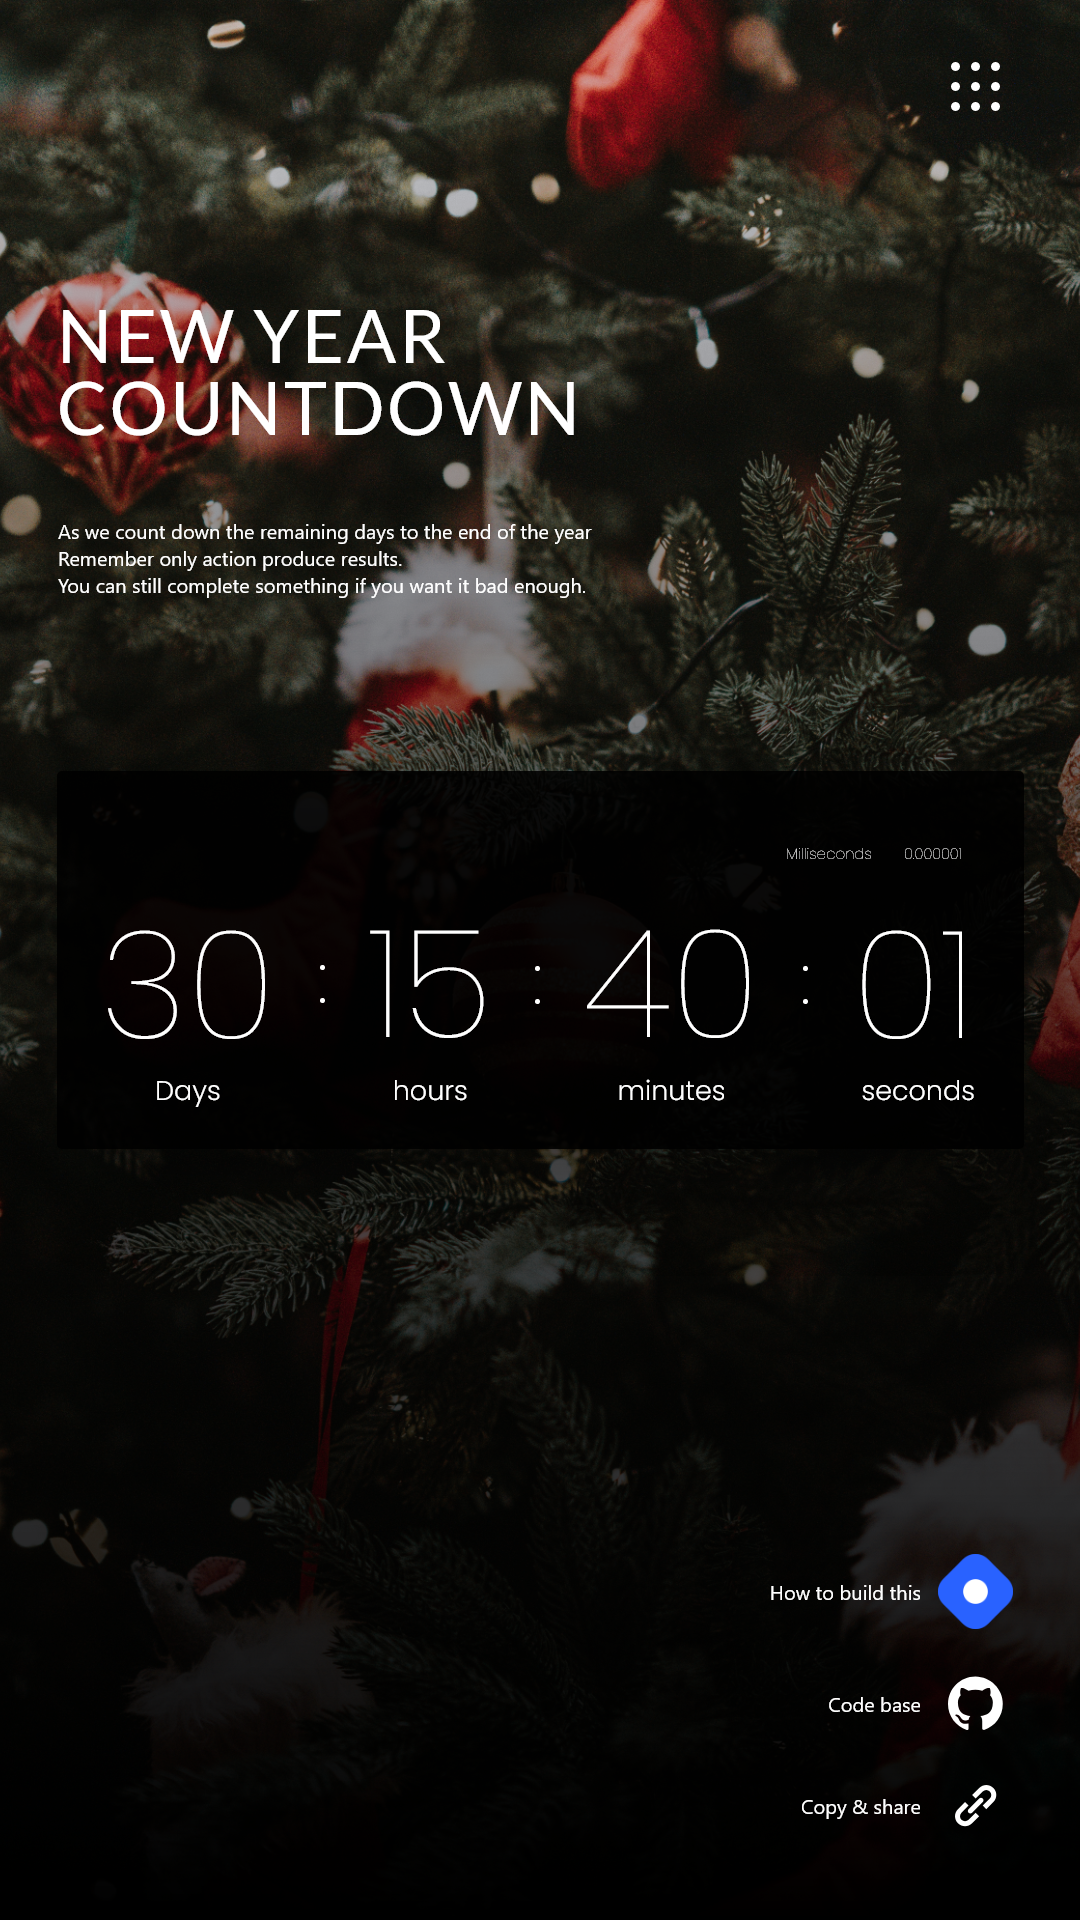 NEW YEAR
COUNTDOWN
As we count down the remaining days to the end of the year
Remember only action produce results.
You can still complete something if you want it bad enough.
Milliseconds 0.000001
30 : 15 : 40 : 01
Days hours minutes seconds
How to build this
Code base
Copy & share